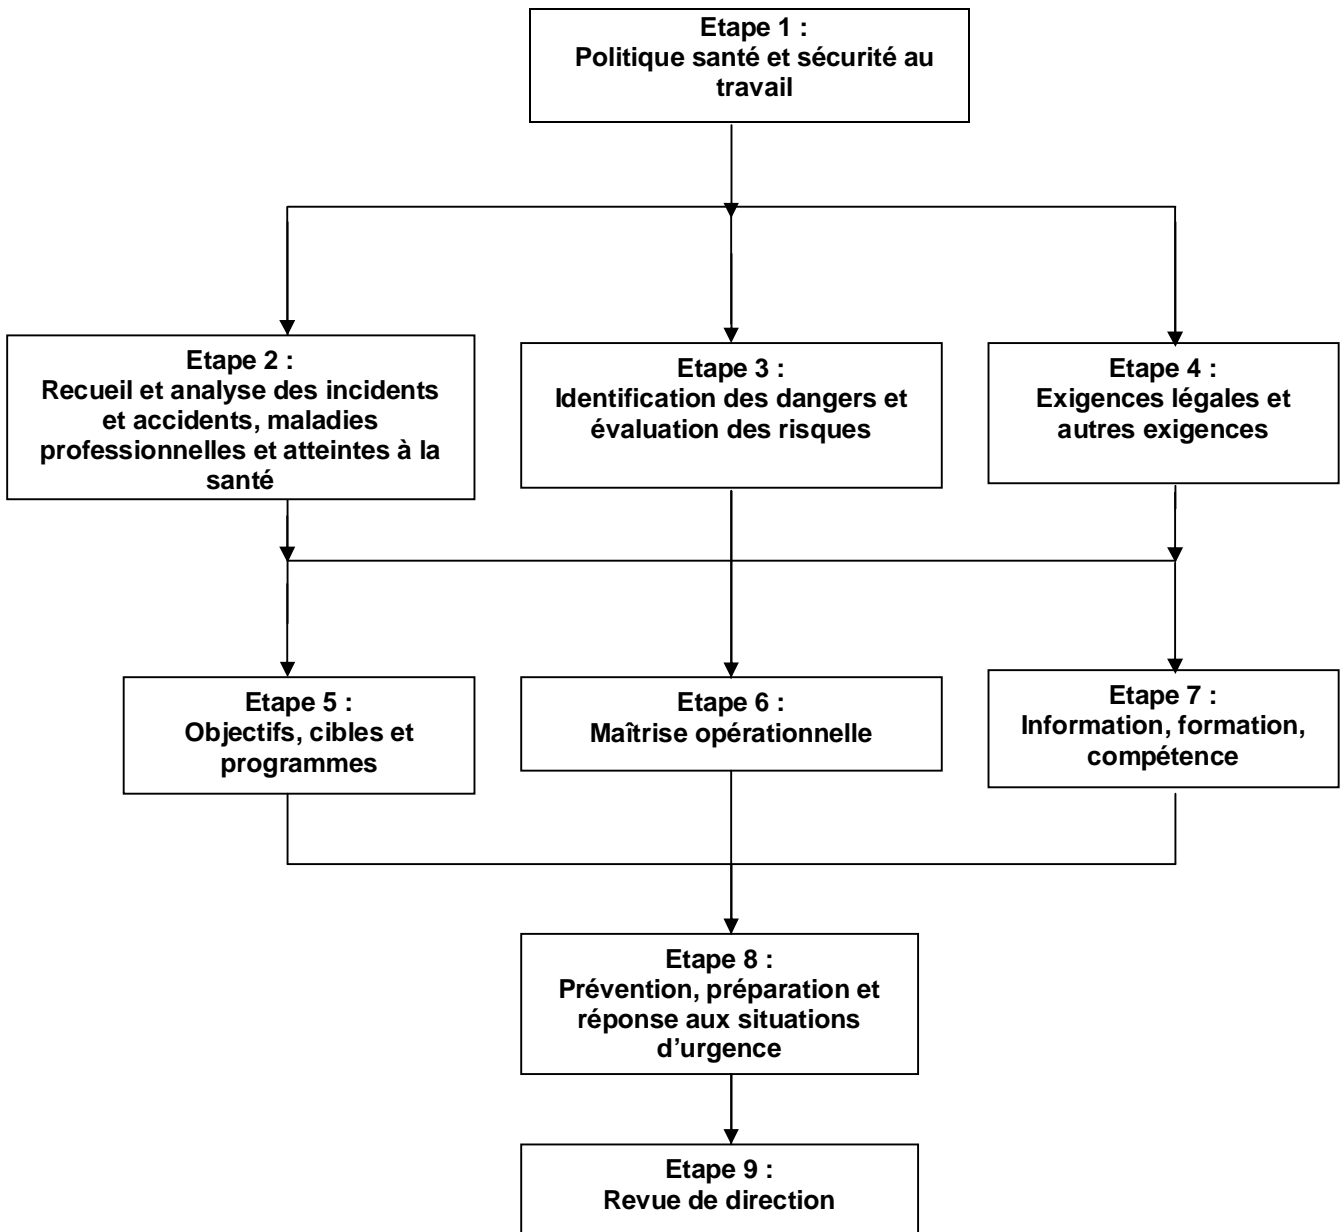 Etape 1 :
Politique santé et sécurité au
travail
Etape 2 :
Recueil et analyse des incidents
et accidents, maladies
professionnelles et atteintes à la
santé
Etape 3 :
Identification des dangers et
évaluation des risques
Etape 4 :
Exigences légales et
autres exigences
Etape 5 :
Objectifs, cibles et
programmes
Etape 6 :
Maîtrise opérationnelle
Etape 7 :
Information, formation,
compétence
Etape 8 :
Prévention, préparation et
réponse aux situations
d’urgence
Etape 9 :
Revue de direction